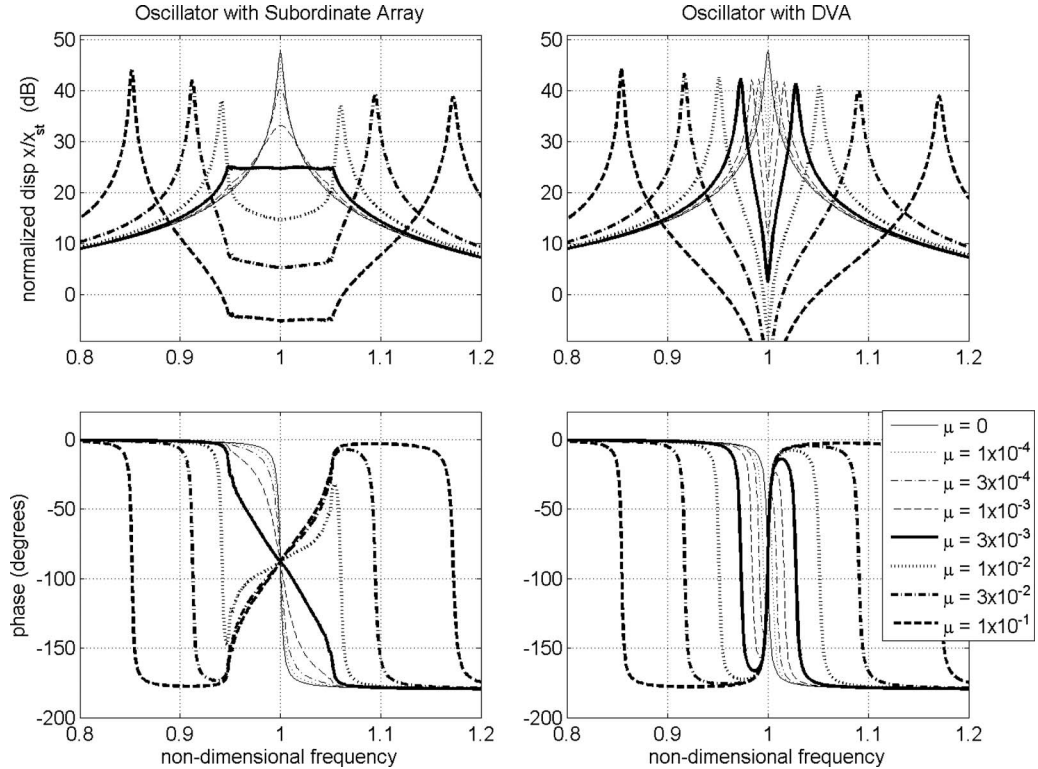 Oscillator with Subordinate Array
normalized disp x/x_st (dB)
50
40
30
20
10
0
0.8 0.9 1 1.1 1.2
Oscillator with DVA
50
40
30
20
10
0
0.8 0.9 1 1.1 1.2
phase (degrees)
0
-50
-100
-150
-200
0.8 0.9 1 1.1 1.2
non-dimensional frequency
0
-50
-100
-150
-200
0.8 0.9 1 1.1 1.2
non-dimensional frequency
μ = 0
μ = 1x10⁻⁴
μ = 3x10⁻⁴
μ = 1x10⁻³
μ = 3x10⁻³
μ = 1x10⁻²
μ = 3x10⁻²
μ = 1x10⁻¹